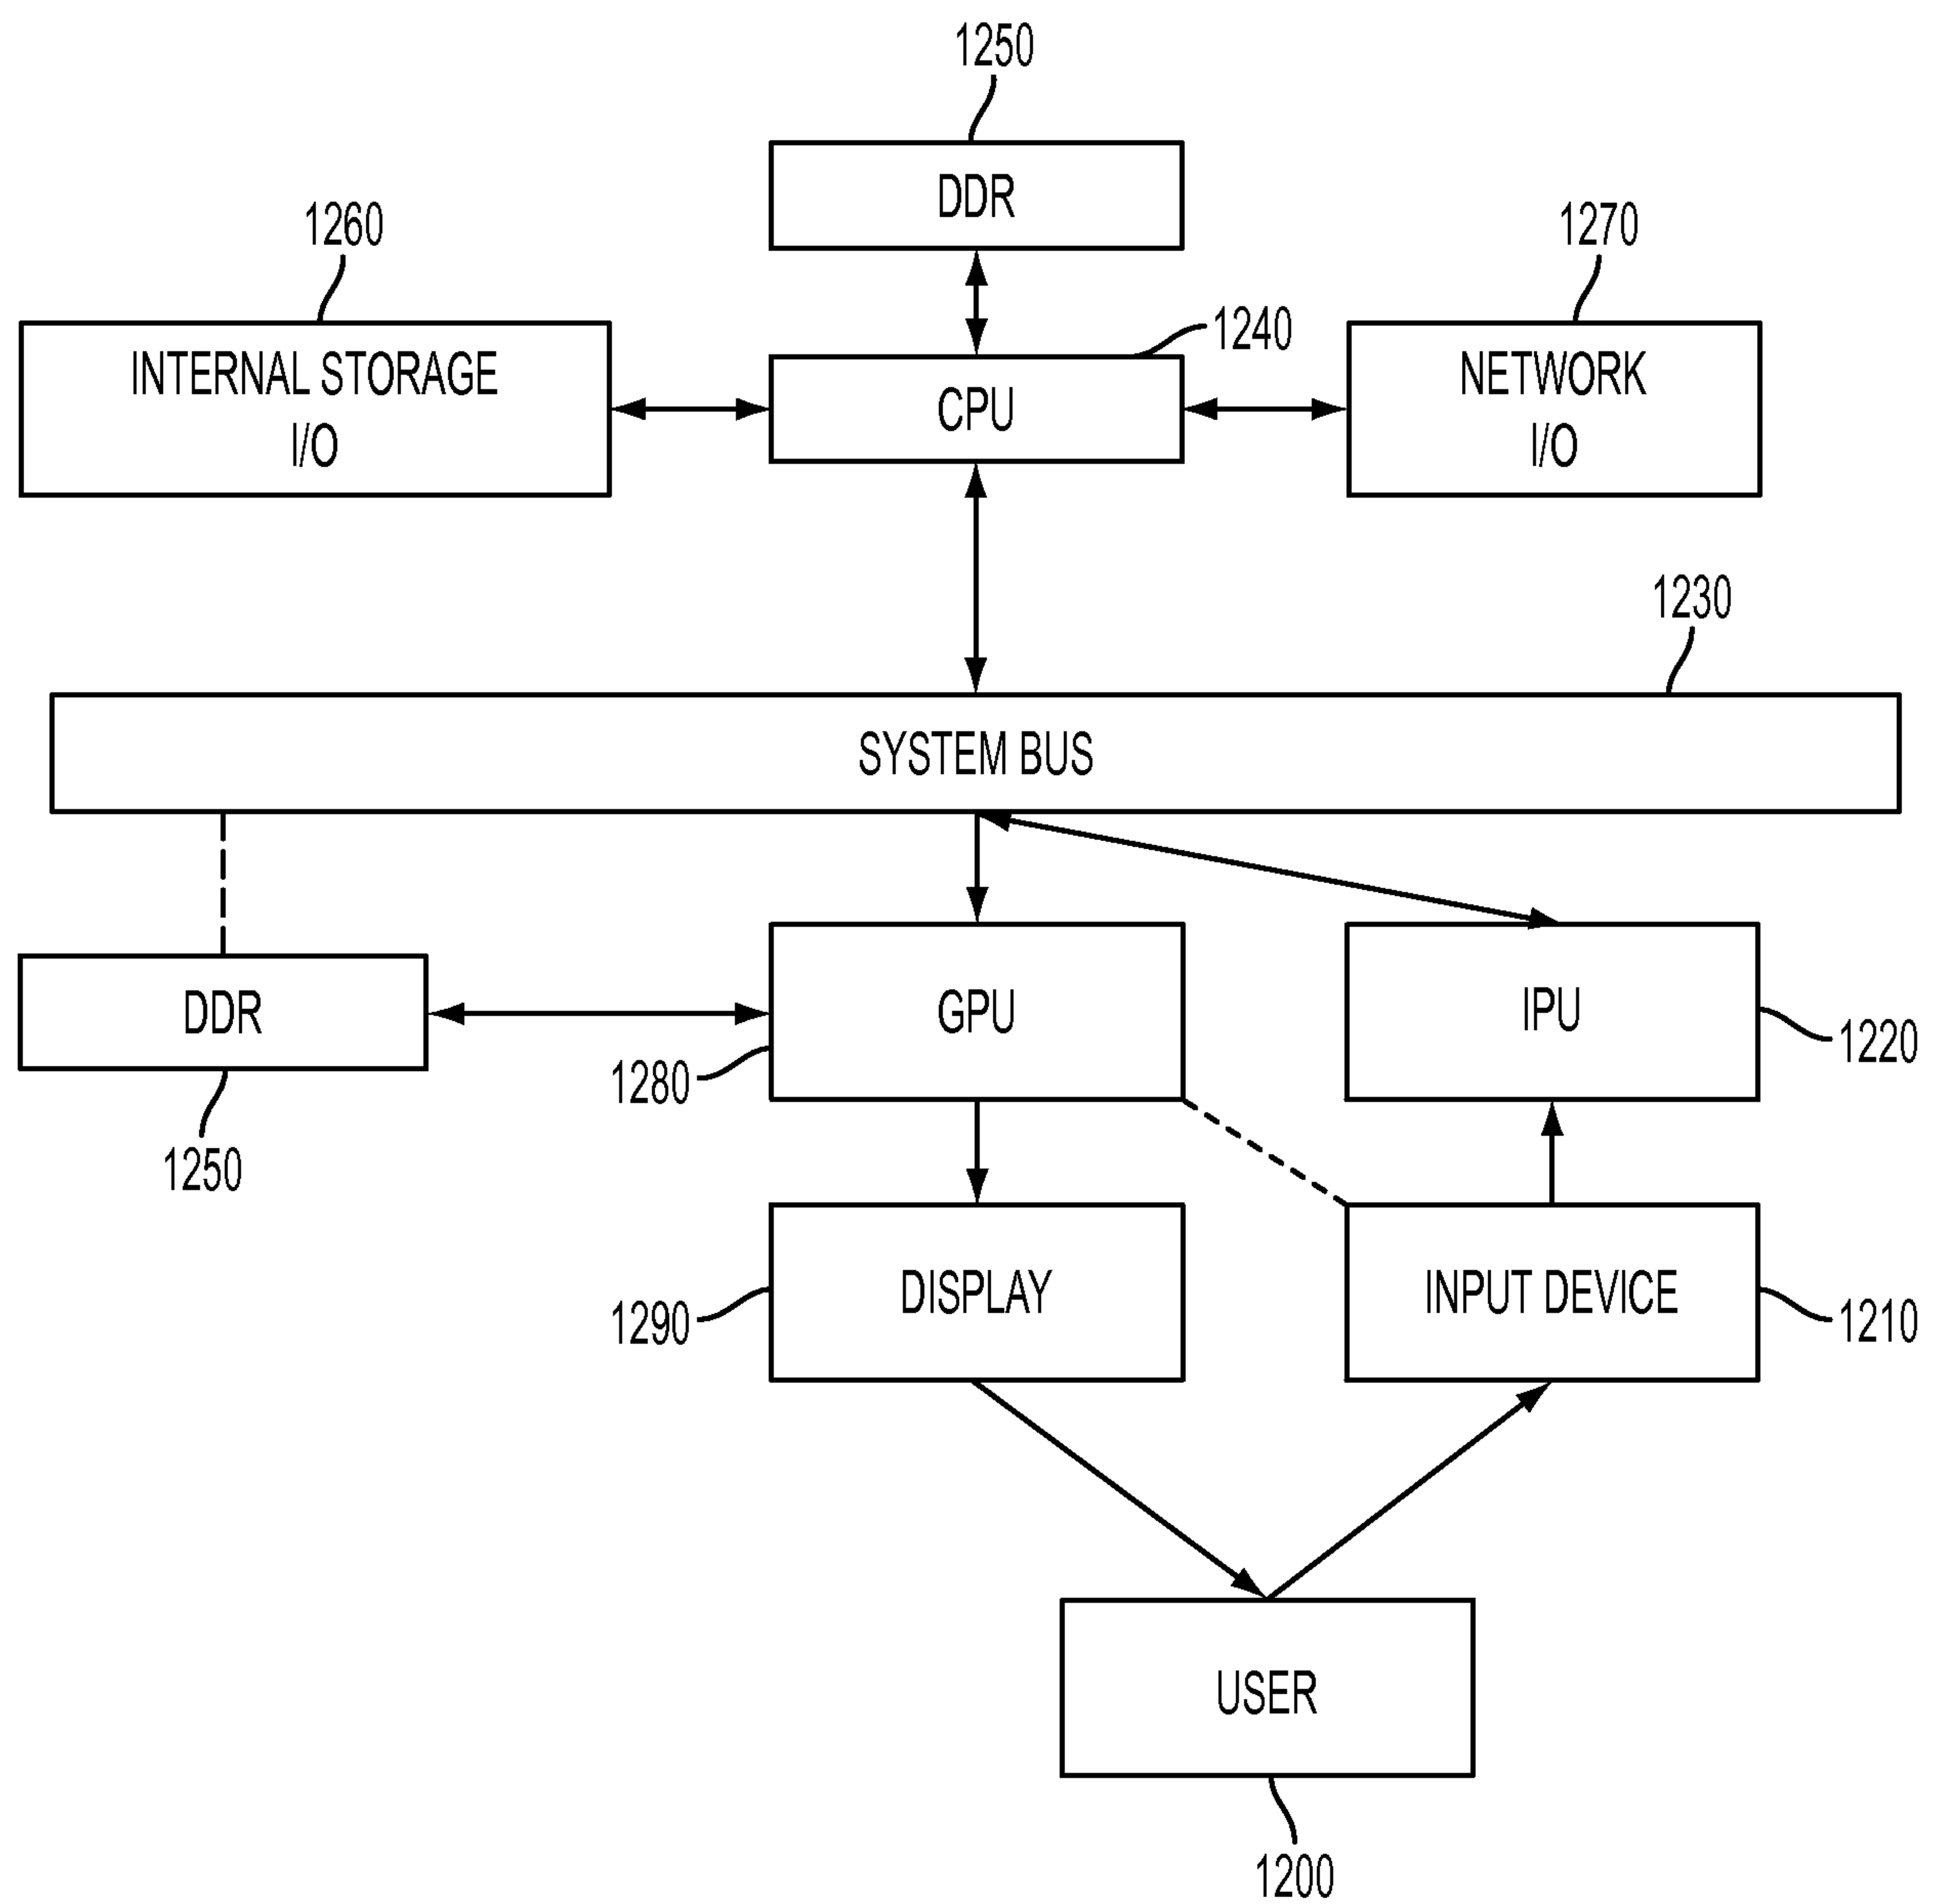 1250
DDR
1260
1270
1240
INTERNAL STORAGE
I/O
CPU
NETWORK
I/O
1230
SYSTEM BUS
DDR
GPU
IPU
1220
1280
1250
DISPLAY
INPUT DEVICE
1290
1210
USER
1200